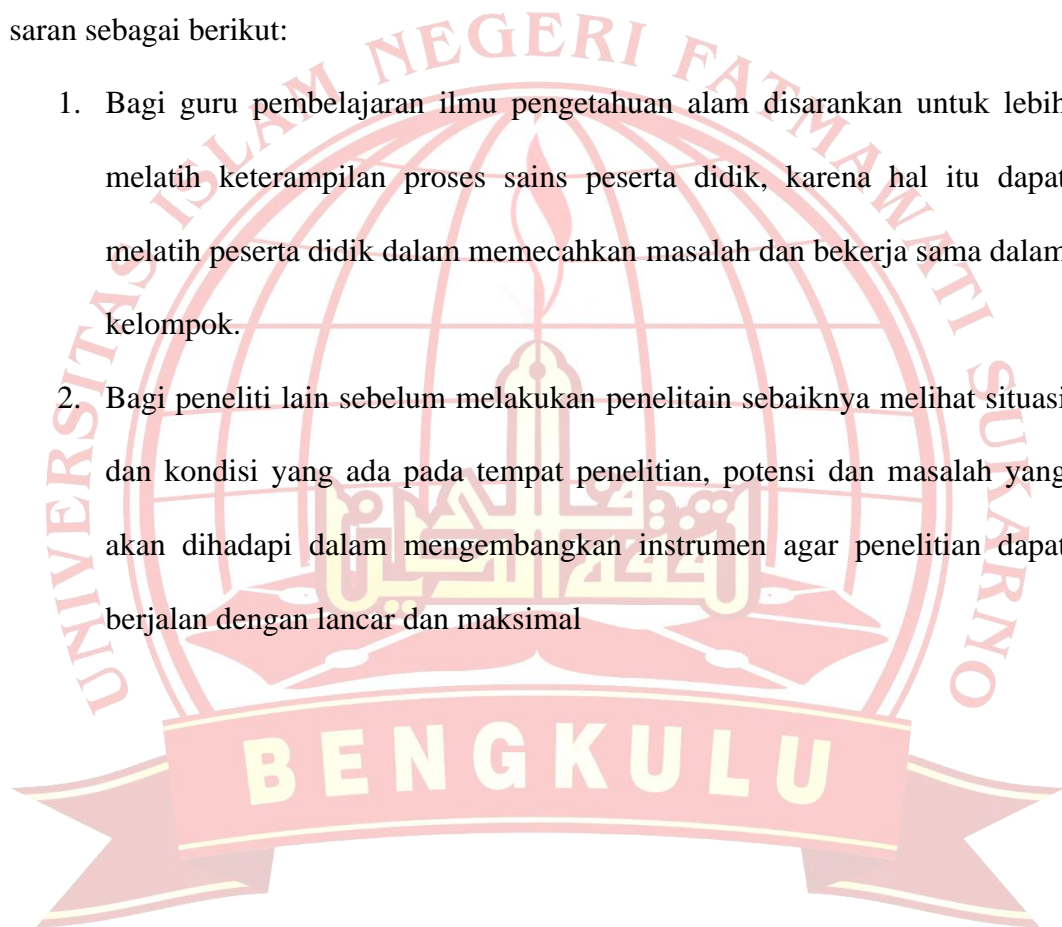 saran sebagai berikut:
1. Bagi guru pembelajaran ilmu pengetahuan alam disarankan untuk lebih
melatih keterampilan proses sains peserta didik, karena hal itu dapat
melatih peserta didik dalam memecahkan masalah dan bekerja sama dalam
kelompok.
2. Bagi peneliti lain sebelum melakukan penelitain sebaiknya melihat situasi
dan kondisi yang ada pada tempat penelitian, potensi dan masalah yang
akan dihadapi dalam mengembangkan instrumen agar penelitian dapat
berjalan dengan lancar dan maksimal
UNIVERSITAS ISLAM NEGERI FATMAWATI SUKARNO
BENGKULU